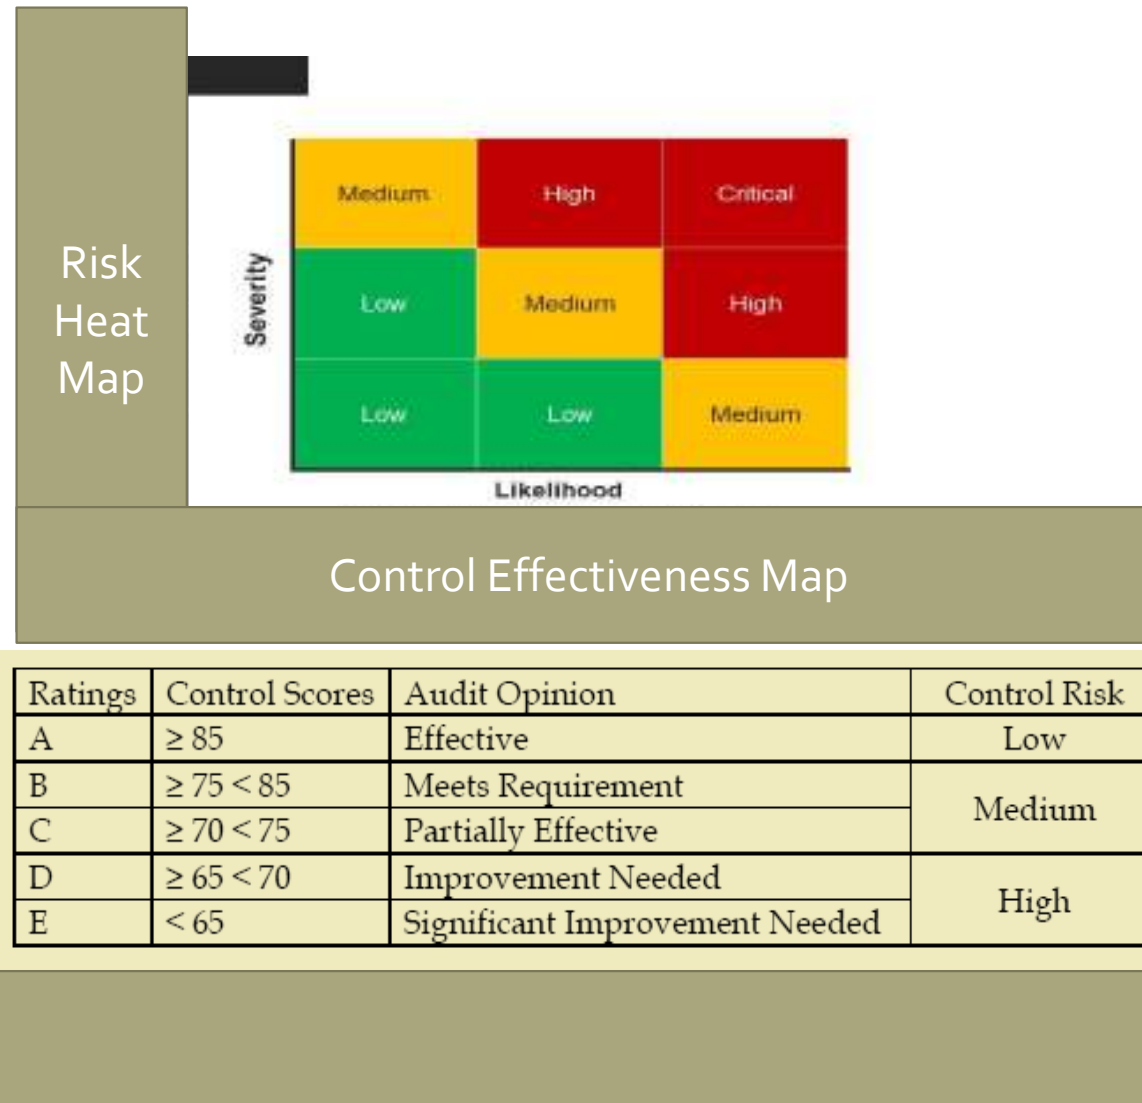 Risk
Heat
Map
Severity
Medium High Critical
Low Medium High
Low Low Medium
Likelihood
Control Effectiveness Map
Ratings Control Scores Audit Opinion Control Risk
A ≥ 85 Effective Low
B ≥ 75 < 85 Meets Requirement Medium
C ≥ 70 < 75 Partially Effective
D ≥ 65 < 70 Improvement Needed High
E < 65 Significant Improvement Needed